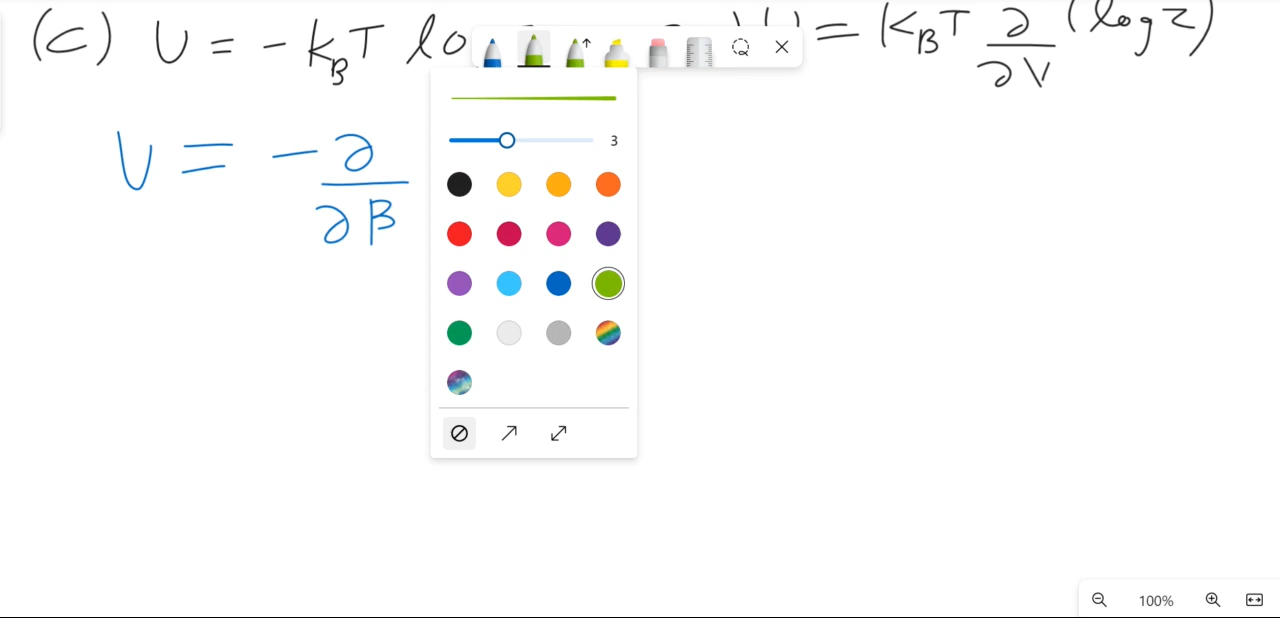 (c) U = - k_B T lo = k_B T ∂/∂V (log Z)
U = - ∂/∂β
3
100%